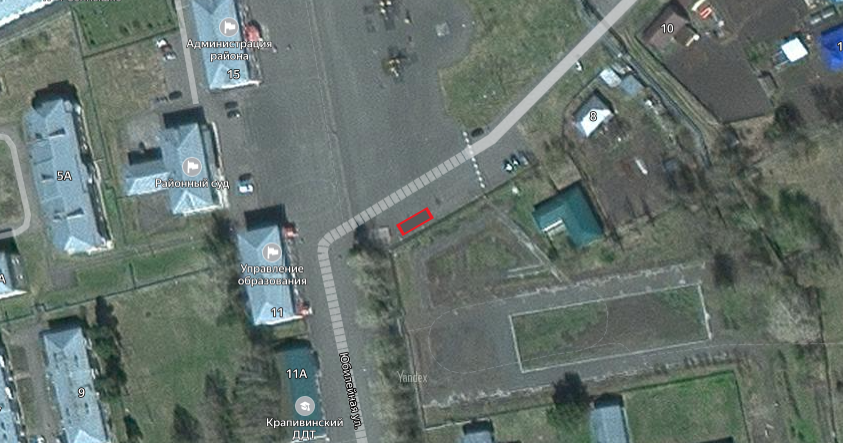 10
Администрация
района
15
8
5А
Районный суд
Управление
образования
11
Юбилейная ул.
11А
Yandex
9
Крапивинский
ДДТ